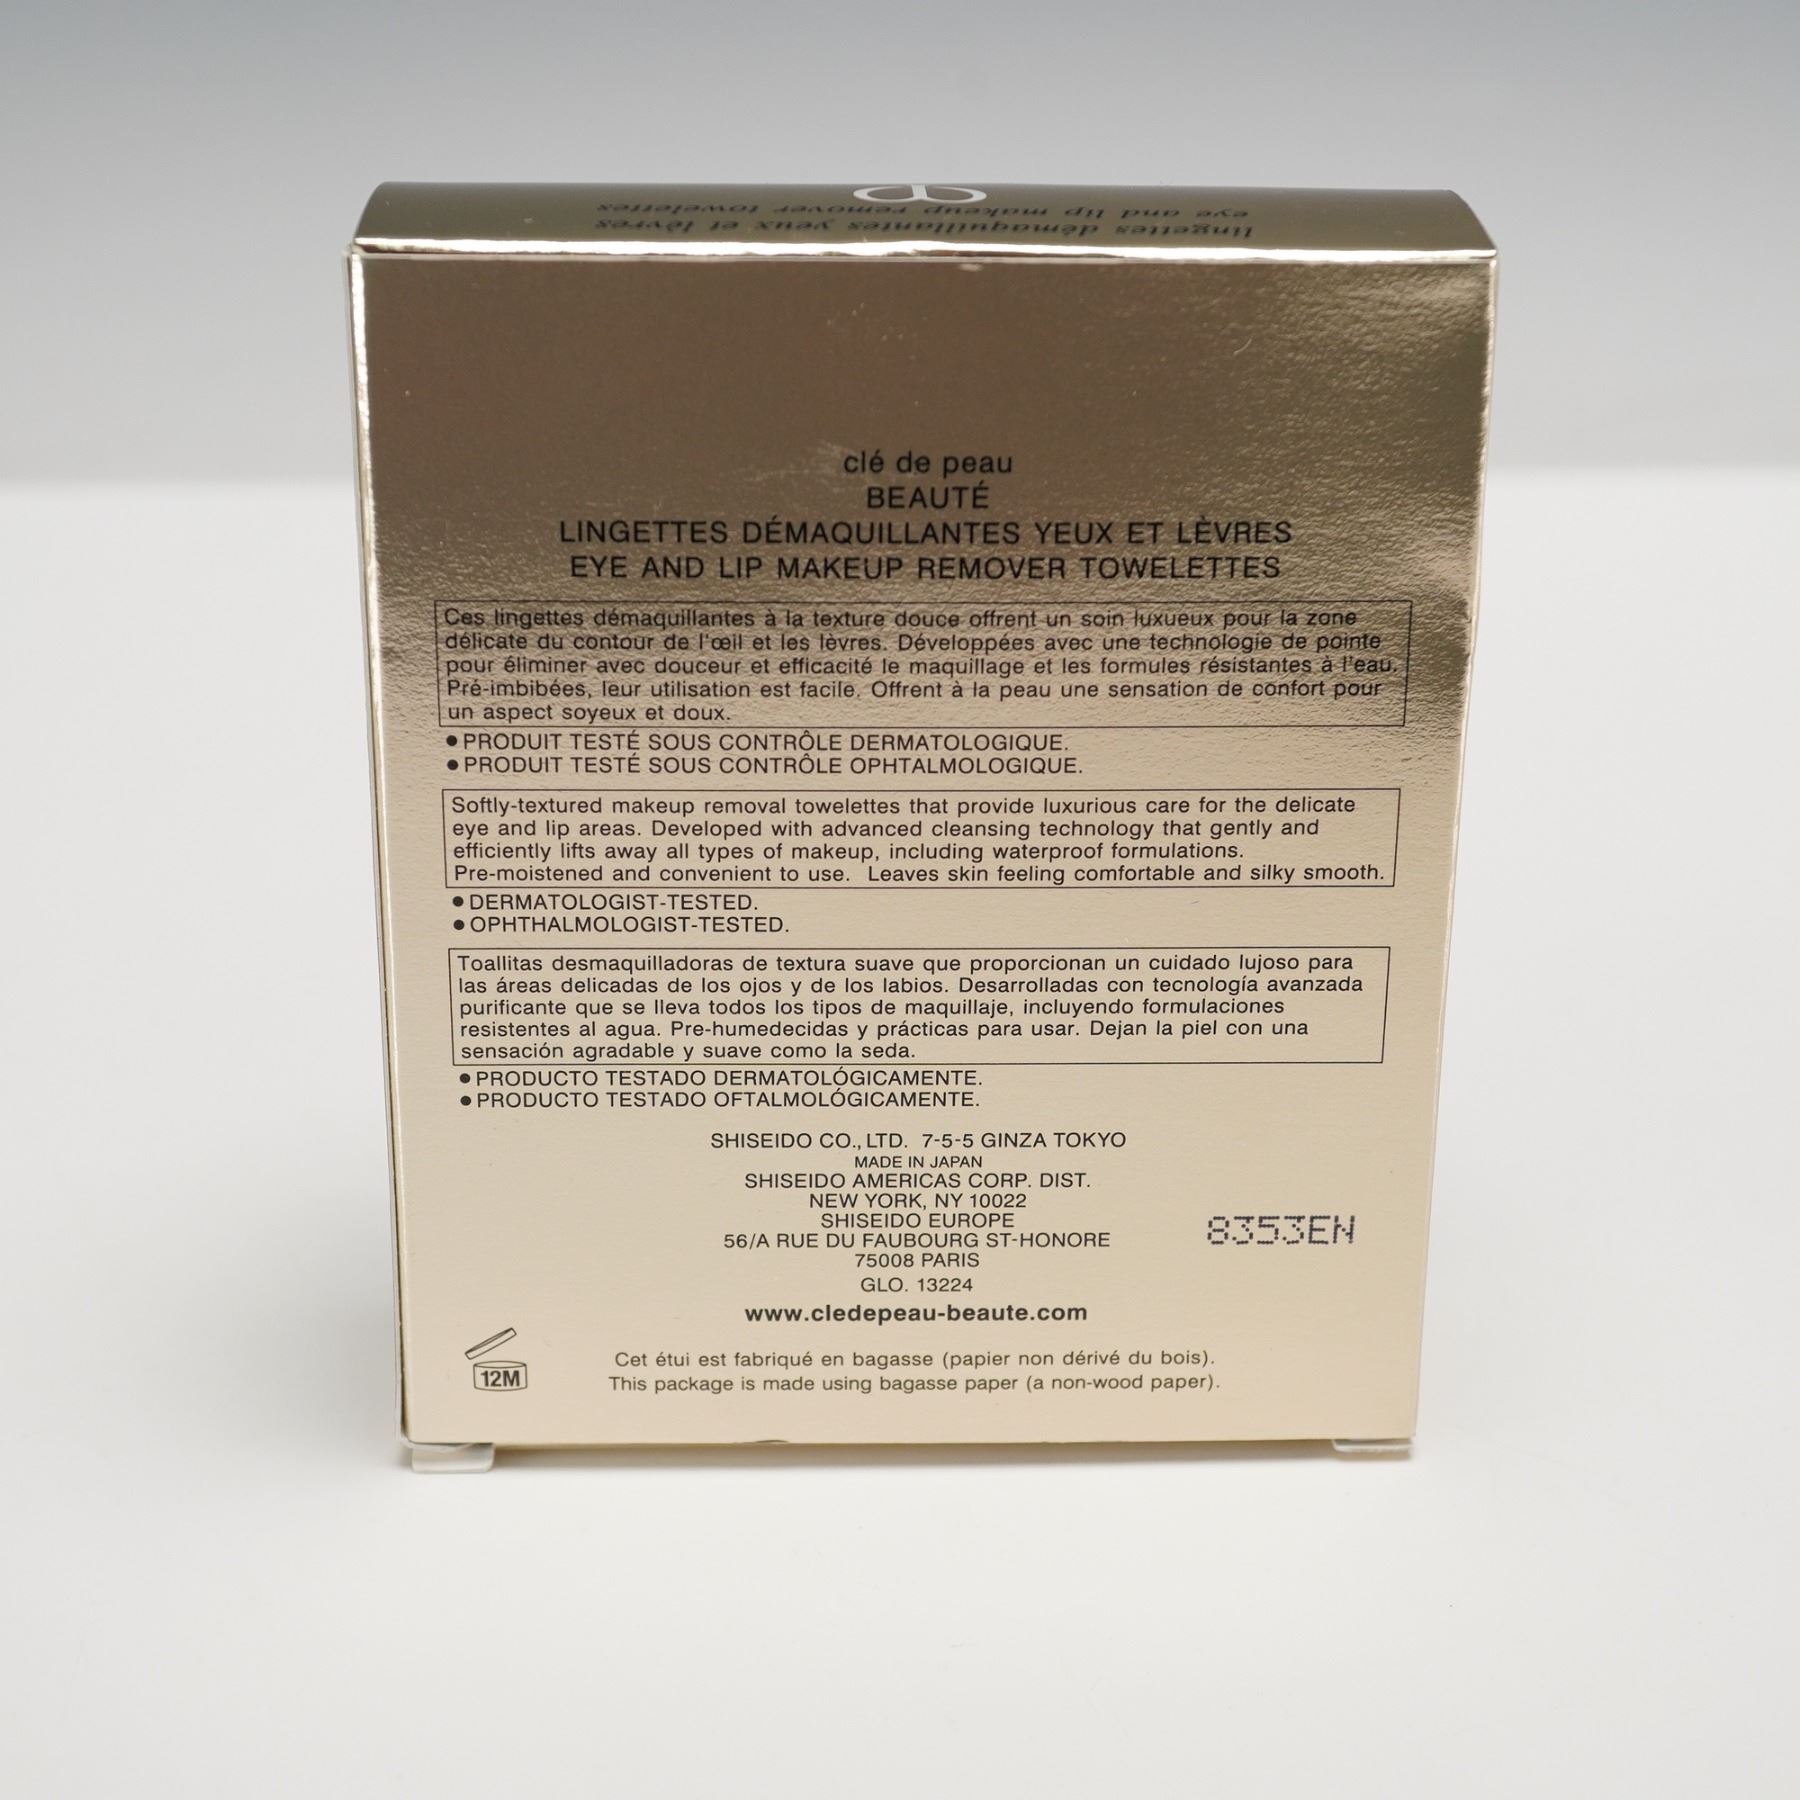 eye and lip makeup remover towelettes
lingettes démaquillantes yeux et lèvres
clé de peau
BEAUTÉ
LINGETTES DÉMAQUILLANTES YEUX ET LÈVRES
EYE AND LIP MAKEUP REMOVER TOWELETTES
Ces lingettes démaquillantes à la texture douce offrent un soin luxueux pour la zone
délicate du contour de l'œil et les lèvres. Développées avec une technologie de pointe
pour éliminer avec douceur et efficacité le maquillage et les formules résistantes à l'eau.
Pré-imbibées, leur utilisation est facile. Offrent à la peau une sensation de confort pour
un aspect soyeux et doux.
● PRODUIT TESTÉ SOUS CONTRÔLE DERMATOLOGIQUE.
● PRODUIT TESTÉ SOUS CONTRÔLE OPHTALMOLOGIQUE.
Softly-textured makeup removal towelettes that provide luxurious care for the delicate
eye and lip areas. Developed with advanced cleansing technology that gently and
efficiently lifts away all types of makeup, including waterproof formulations.
Pre-moistened and convenient to use. Leaves skin feeling comfortable and silky smooth.
● DERMATOLOGIST-TESTED.
● OPHTHALMOLOGIST-TESTED.
Toallitas desmaquilladoras de textura suave que proporcionan un cuidado lujoso para
las áreas delicadas de los ojos y de los labios. Desarrolladas con tecnología avanzada
purificante que se lleva todos los tipos de maquillaje, incluyendo formulaciones
resistentes al agua. Pre-humedecidas y prácticas para usar. Dejan la piel con una
sensación agradable y suave como la seda.
● PRODUCTO TESTADO DERMATOLÓGICAMENTE.
● PRODUCTO TESTADO OFTALMOLÓGICAMENTE.
SHISEIDO CO., LTD. 7-5-5 GINZA TOKYO
MADE IN JAPAN
SHISEIDO AMERICAS CORP. DIST.
NEW YORK, NY 10022
SHISEIDO EUROPE
56/A RUE DU FAUBOURG ST-HONORE
75008 PARIS
GLO. 13224
www.cledepeau-beaute.com
8353EN
12M
Cet étui est fabriqué en bagasse (papier non dérivé du bois).
This package is made using bagasse paper (a non-wood paper).